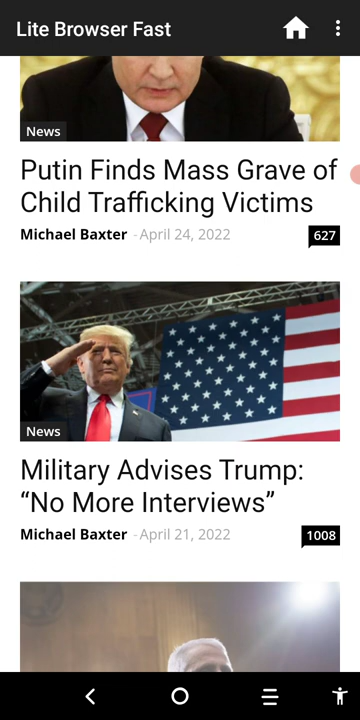 Lite Browser Fast
News
Putin Finds Mass Grave of
Child Trafficking Victims
Michael Baxter - April 24, 2022
627
News
Military Advises Trump:
“No More Interviews”
Michael Baxter - April 21, 2022
1008